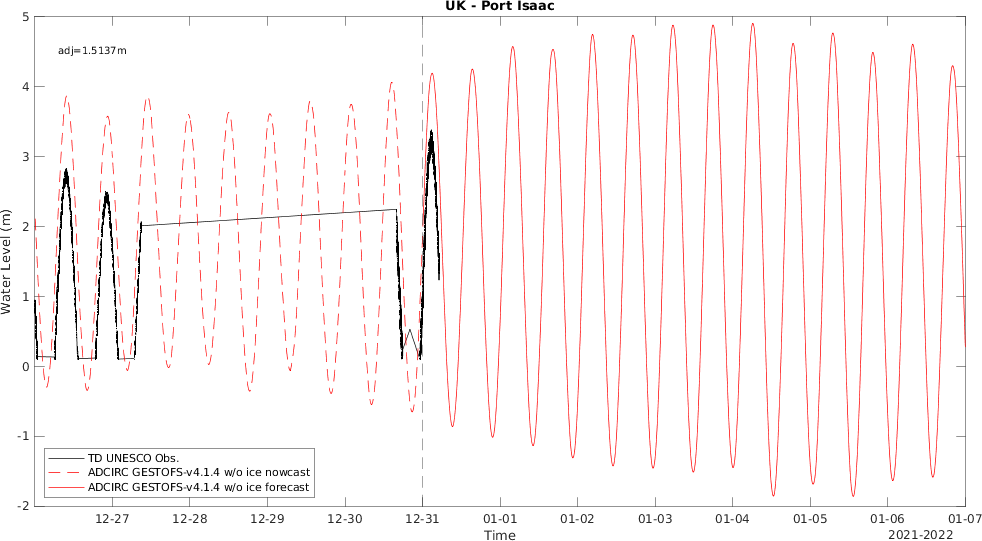 UK - Port Isaac
adj=1.5137m
5
4
3
2
1
0
-1
-2
Water Level (m)
TD UNESCO Obs.
ADCIRC GESTOFS-v4.1.4 w/o ice nowcast
ADCIRC GESTOFS-v4.1.4 w/o ice forecast
12-27 12-28 12-29 12-30 12-31 01-01 01-02 01-03 01-04 01-05 01-06 01-07
Time
2021-2022